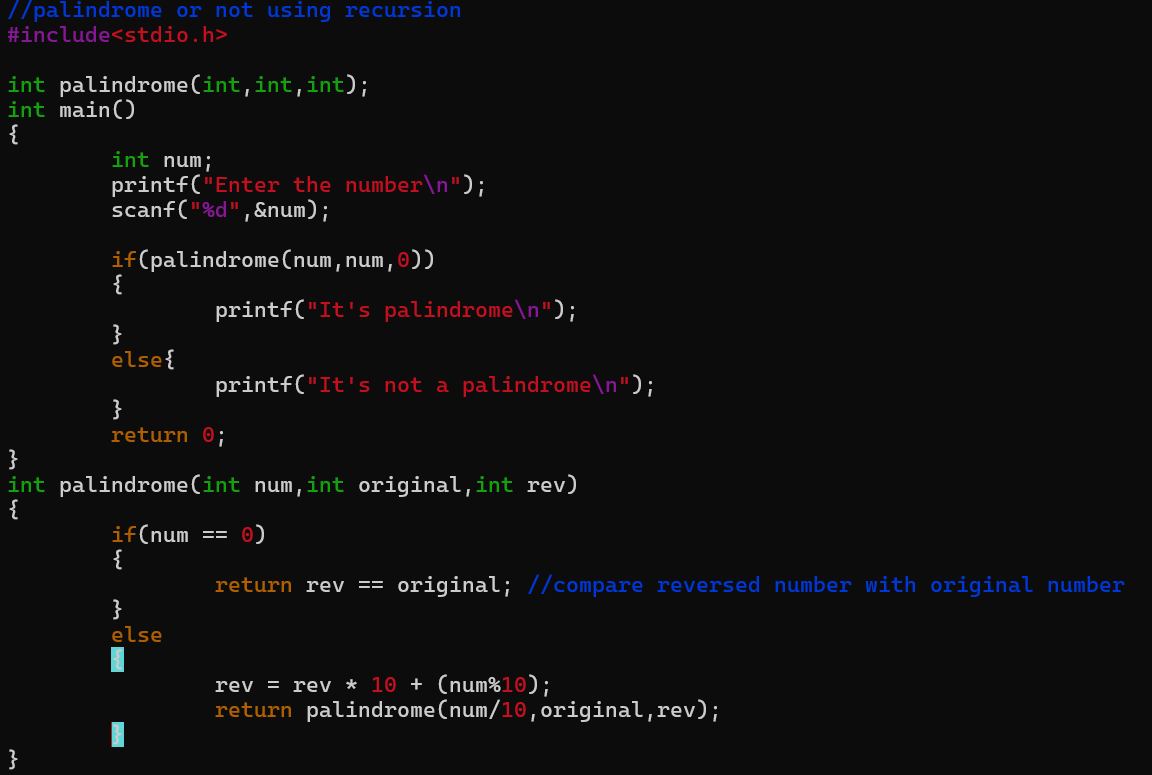 //palindrome or not using recursion
#include<stdio.h>

int palindrome(int,int,int);
int main()
{
        int num;
        printf("Enter the number\n");
        scanf("%d",&num);

        if(palindrome(num,num,0))
        {
                printf("It's palindrome\n");
        }
        else{
                printf("It's not a palindrome\n");
        }
        return 0;
}
int palindrome(int num,int original,int rev)
{
        if(num == 0)
        {
                return rev == original; //compare reversed number with original number
        }
        else
        {
                rev = rev * 10 + (num%10);
                return palindrome(num/10,original,rev);
        }
}